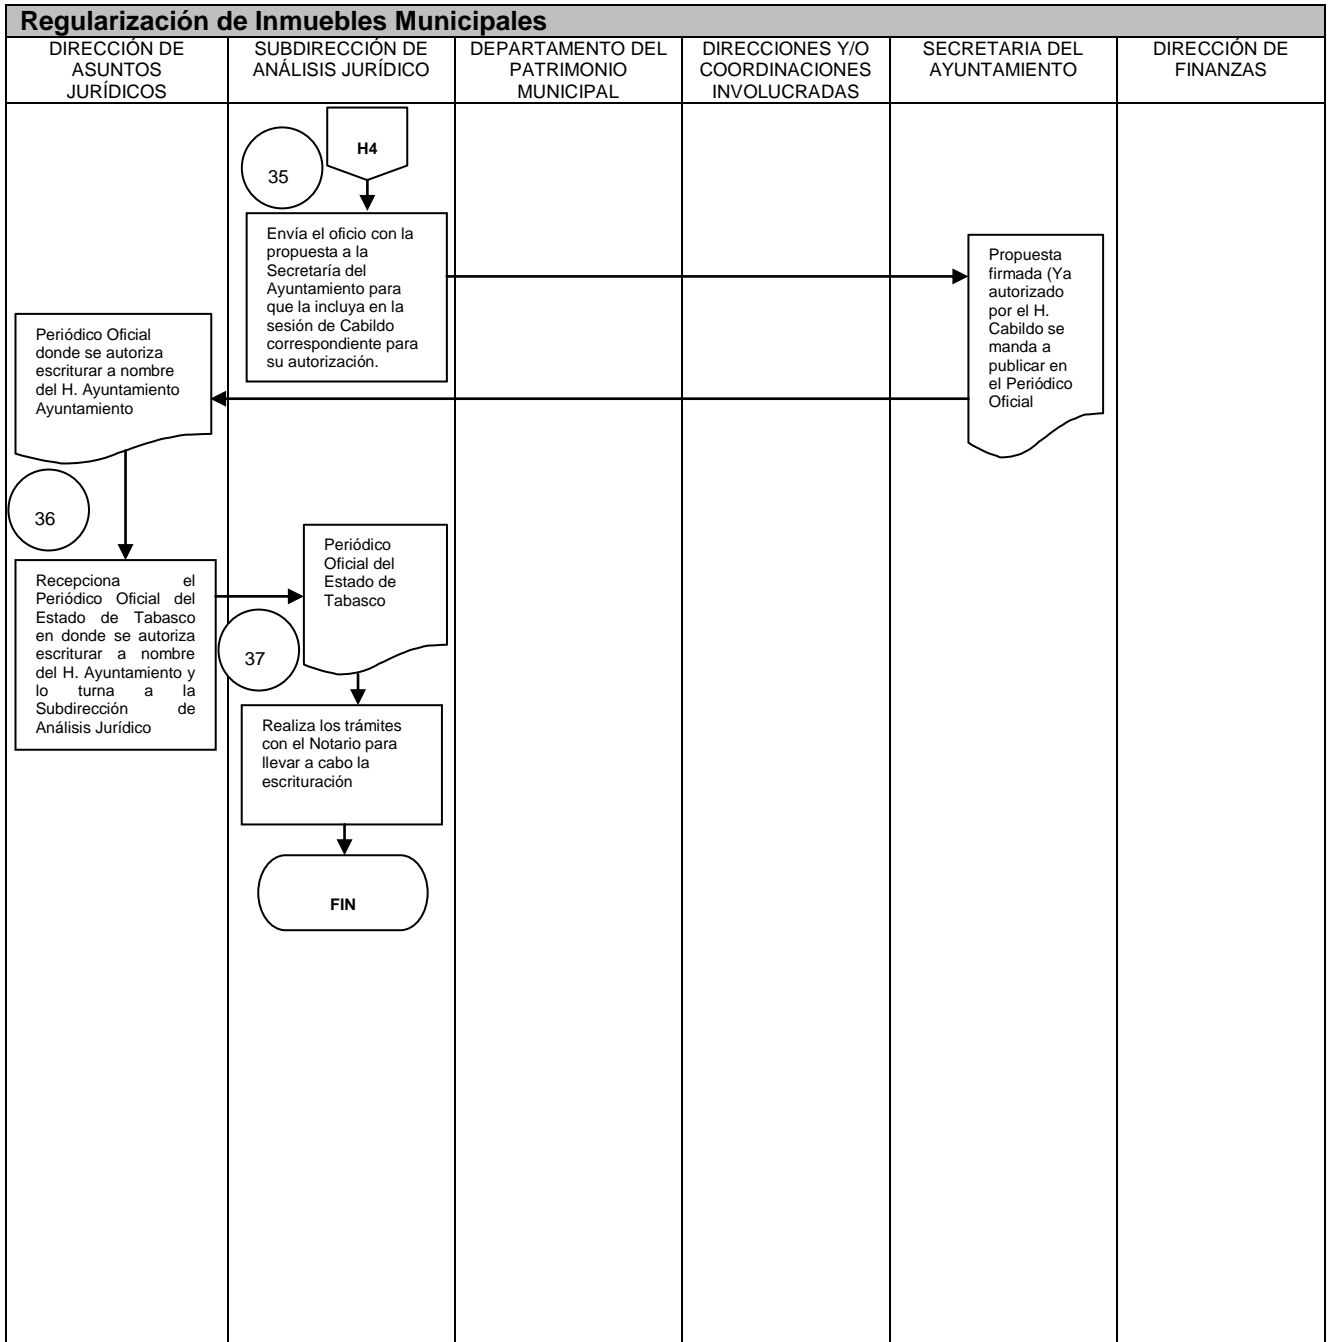 Regularización de Inmuebles Municipales
DIRECCIÓN DE
ASUNTOS
JURÍDICOS
SUBDIRECCIÓN DE
ANÁLISIS JURÍDICO
DEPARTAMENTO DEL
PATRIMONIO
MUNICIPAL
DIRECCIONES Y/O
COORDINACIONES
INVOLUCRADAS
SECRETARIA DEL
AYUNTAMIENTO
DIRECCIÓN DE
FINANZAS
H4
35
Envía el oficio con la
propuesta a la
Secretaría del
Ayuntamiento para
que la incluya en la
sesión de Cabildo
correspondiente para
su autorización.
Propuesta
firmada (Ya
autorizado
por el H.
Cabildo se
manda a
publicar en
el Periódico
Oficial
Periódico Oficial
donde se autoriza
escriturar a nombre
del H. Ayuntamiento
Ayuntamiento
36
Recepciona el
Periódico Oficial del
Estado de Tabasco
en donde se autoriza
escriturar a nombre
del H. Ayuntamiento y
lo turna a la
Subdirección de
Análisis Jurídico
Periódico
Oficial del
Estado de
Tabasco
37
Realiza los trámites
con el Notario para
llevar a cabo la
escrituración
FIN